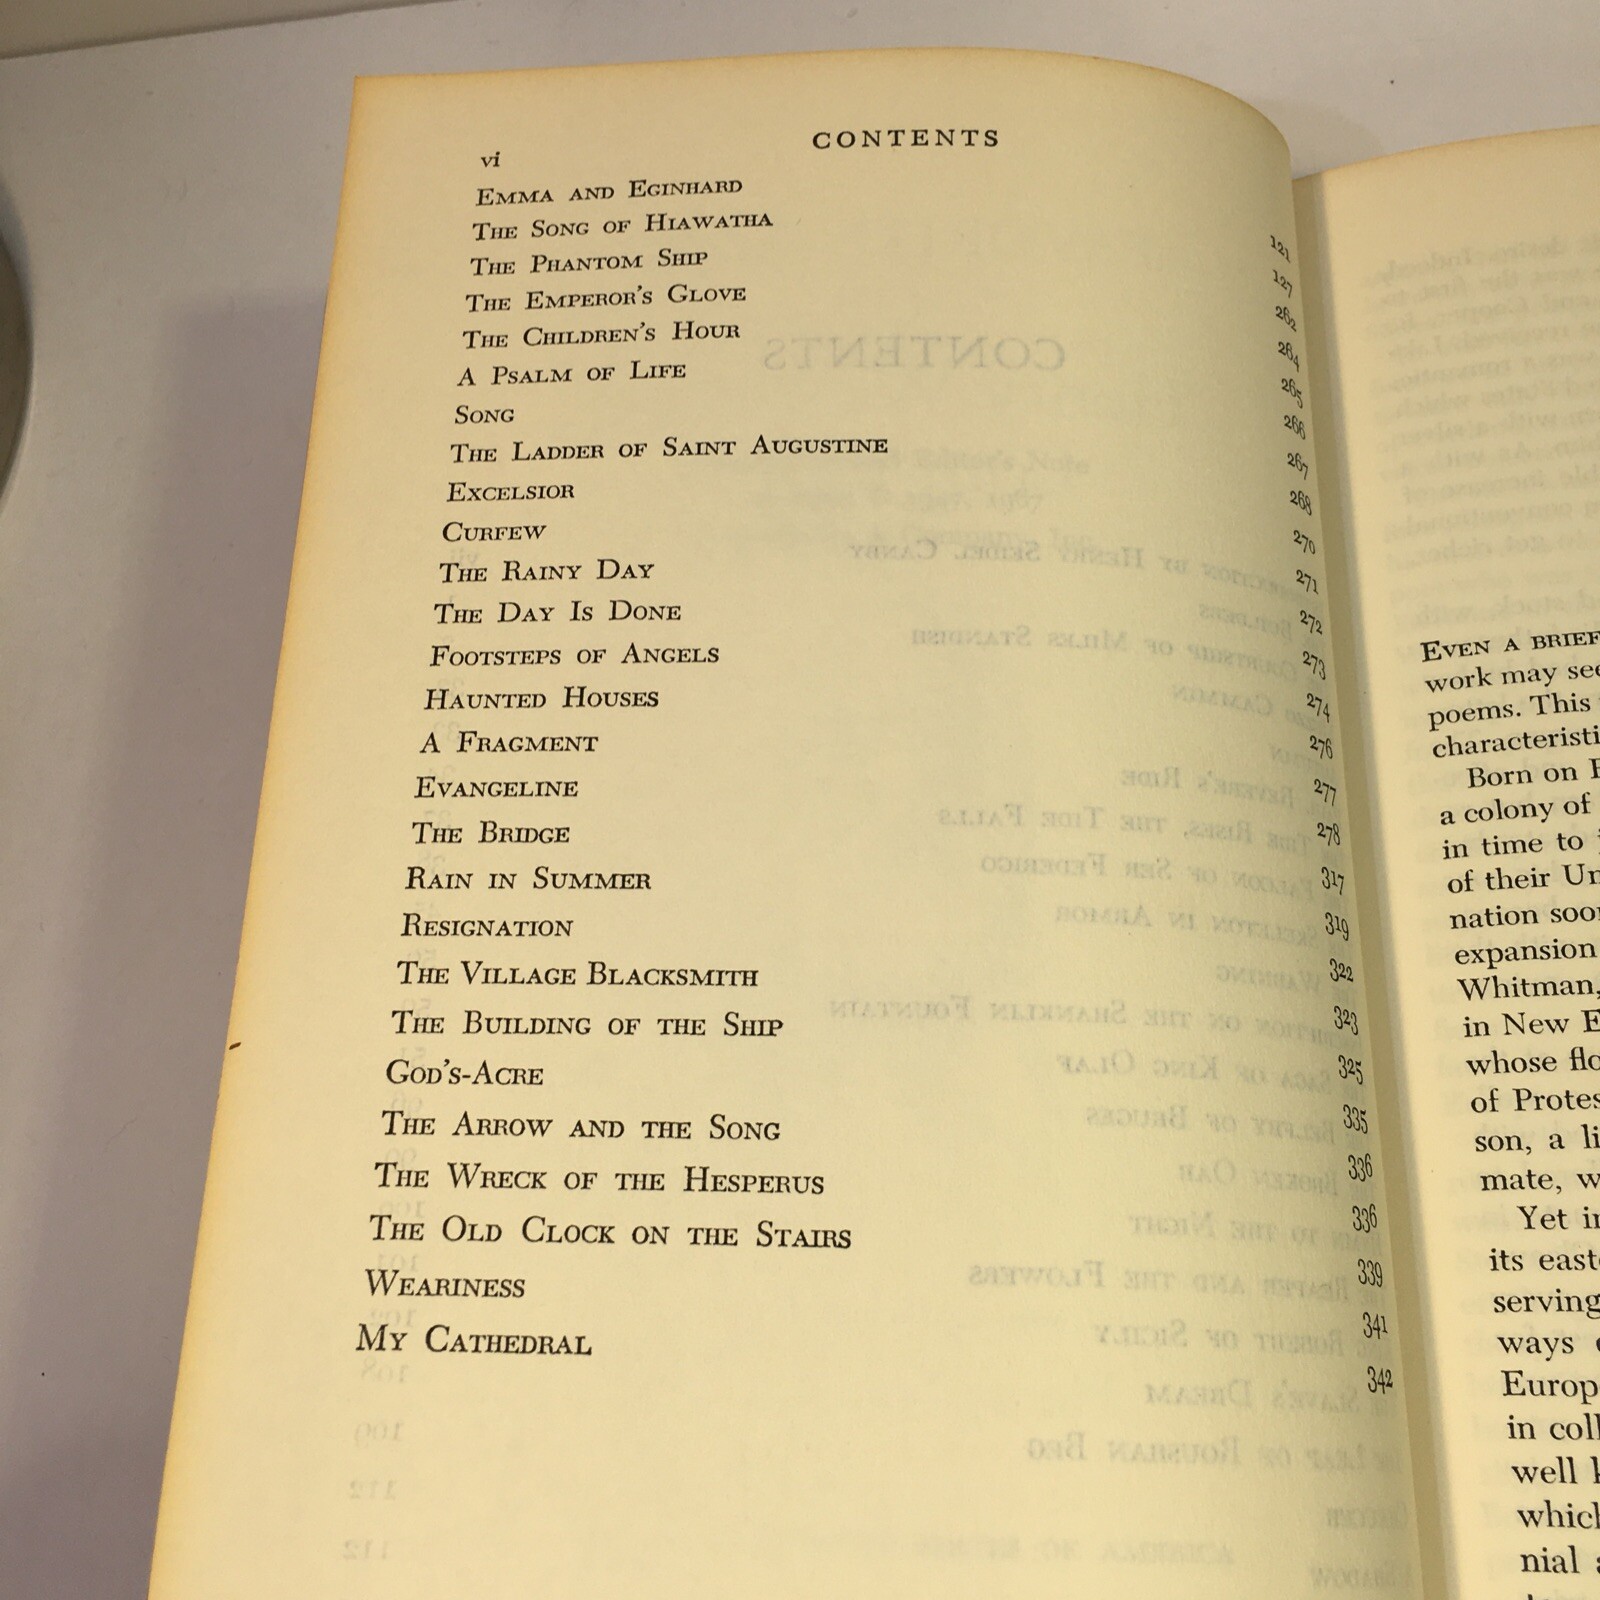 vi
CONTENTS
EMMA AND EGINHARD 121
THE SONG OF HIAWATHA 127
THE PHANTOM SHIP 262
THE EMPEROR'S GLOVE 264
THE CHILDREN'S HOUR 265
A PSALM OF LIFE 266
SONG 267
THE LADDER OF SAINT AUGUSTINE 268
EXCELSIOR 270
CURFEW 271
THE RAINY DAY 272
THE DAY IS DONE 273
FOOTSTEPS OF ANGELS 274
HAUNTED HOUSES 276
A FRAGMENT 277
EVANGELINE 278
THE BRIDGE 317
RAIN IN SUMMER 319
RESIGNATION 322
THE VILLAGE BLACKSMITH 323
THE BUILDING OF THE SHIP 325
GOD'S-ACRE 335
THE ARROW AND THE SONG 336
THE WRECK OF THE HESPERUS 336
THE OLD CLOCK ON THE STAIRS 339
WEARINESS 341
MY CATHEDRAL 342
EVEN A BRIEF
work may see
poems. This
characteristi
Born on
a colony of
in time to
of their Un
nation soon
expansion
Whitman,
in New E
whose flo
of Protes
son, a li
mate, w
Yet in
its east
serving
ways
Europ
in coll
well
which
nial